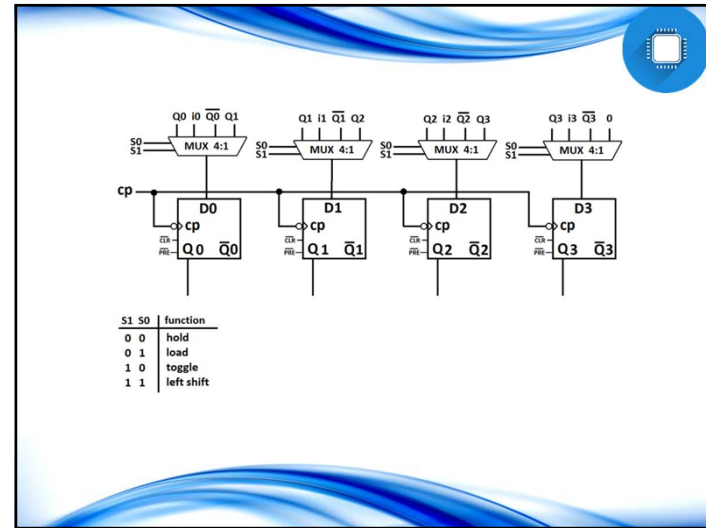 Q0 i0 Q̅0̅ Q1 Q1 i1 Q̅1̅ Q2 Q2 i2 Q̅2̅ Q3 Q3 i3 Q̅3̅ 0
S0 S0 S0 S0
S1 MUX 4:1 S1 MUX 4:1 S1 MUX 4:1 S1 MUX 4:1
cp
D0 D1 D2 D3
cp cp cp cp
C̅L̅R̅ C̅L̅R̅ C̅L̅R̅ C̅L̅R̅
P̅R̅E̅ Q0 Q̅0̅ P̅R̅E̅ Q1 Q̅1̅ P̅R̅E̅ Q2 Q̅2̅ P̅R̅E̅ Q3 Q̅3̅
S1 S0 function
0 0 hold
0 1 load
1 0 toggle
1 1 left shift